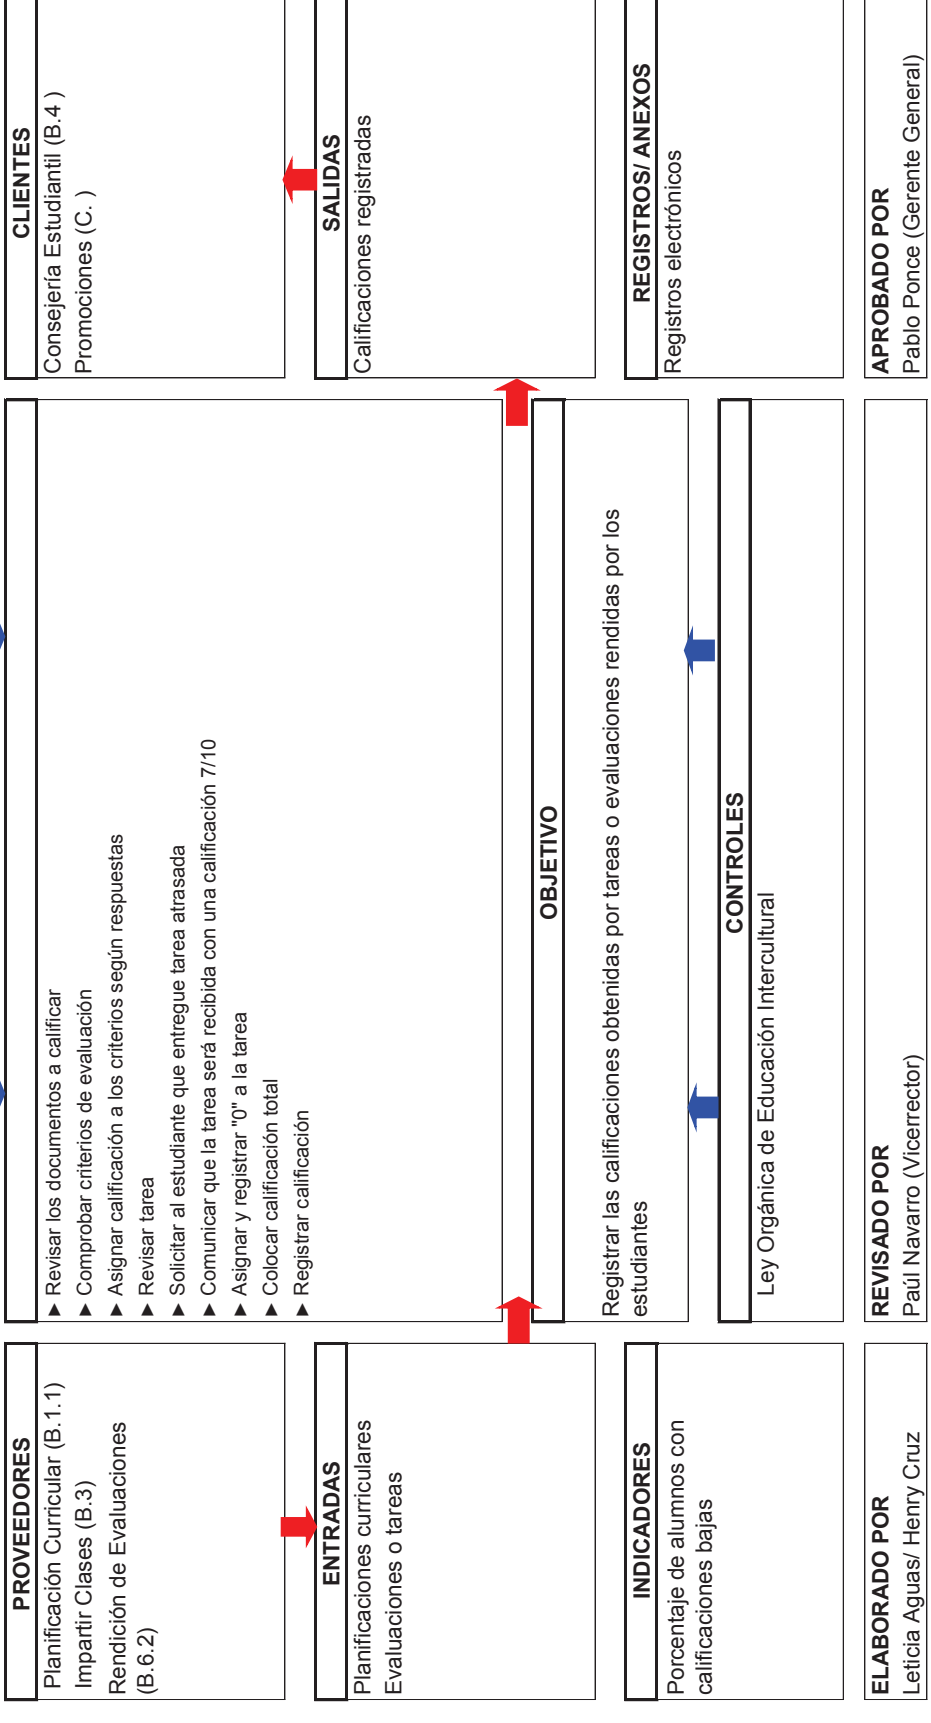 PROVEEDORES
Planificación Curricular (B.1.1)
Impartir Clases (B.3)
Rendición de Evaluaciones
(B.6.2)
► Revisar los documentos a calificar
► Comprobar criterios de evaluación
► Asignar calificación a los criterios según respuestas
► Revisar tarea
► Solicitar al estudiante que entregue tarea atrasada
► Comunicar que la tarea será recibida con una calificación 7/10
► Asignar y registrar "0" a la tarea
► Colocar calificación total
► Registrar calificación
CLIENTES
Consejería Estudiantil (B.4 )
Promociones (C. )
ENTRADAS
Planificaciones curriculares
Evaluaciones o tareas
SALIDAS
Calificaciones registradas
OBJETIVO
Registrar las calificaciones obtenidas por tareas o evaluaciones rendidas por los
estudiantes
INDICADORES
Porcentaje de alumnos con
calificaciones bajas
CONTROLES
Ley Orgánica de Educación Intercultural
REGISTROS/ ANEXOS
Registros electrónicos
ELABORADO POR
Leticia Aguas/ Henry Cruz
REVISADO POR
Paúl Navarro (Vicerrector)
APROBADO POR
Pablo Ponce (Gerente General)